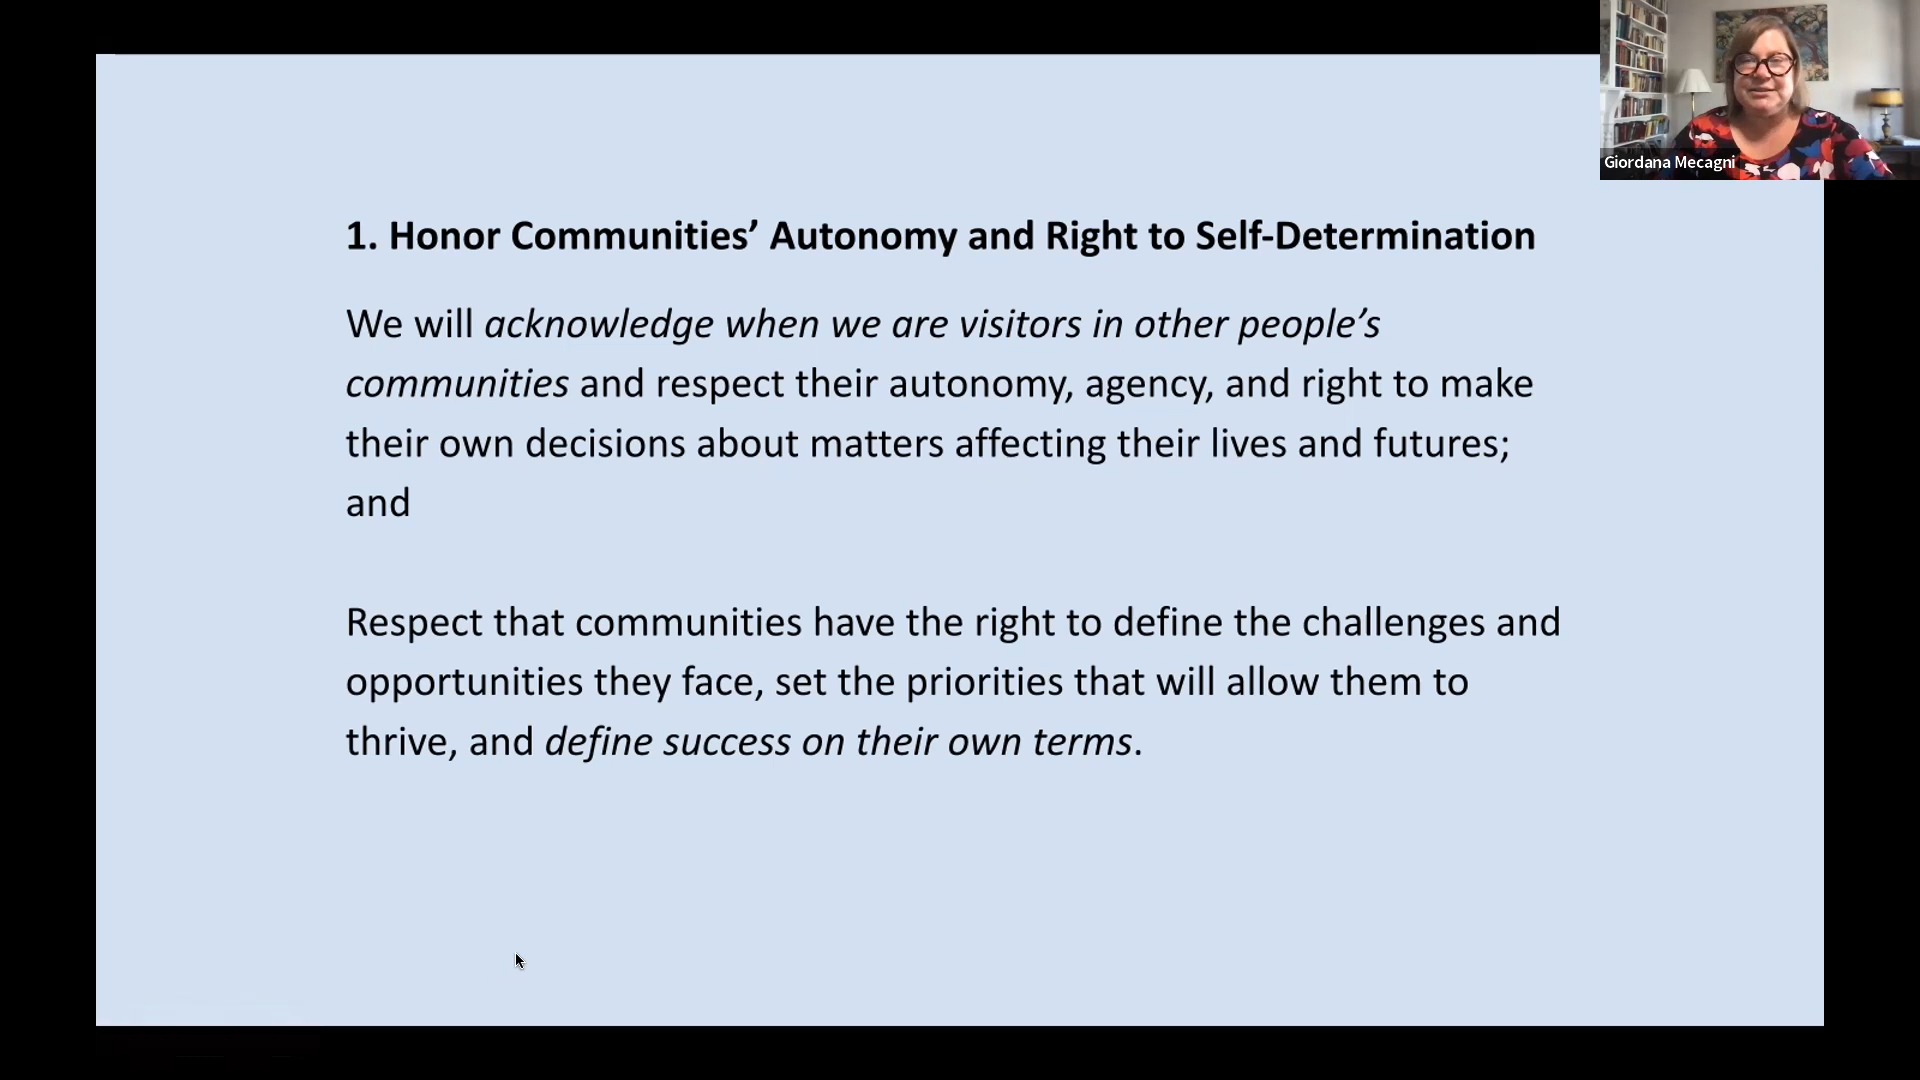 Giordana Mecagni
1. Honor Communities’ Autonomy and Right to Self-Determination
We will acknowledge when we are visitors in other people’s
communities and respect their autonomy, agency, and right to make
their own decisions about matters affecting their lives and futures;
and
Respect that communities have the right to define the challenges and
opportunities they face, set the priorities that will allow them to
thrive, and define success on their own terms.